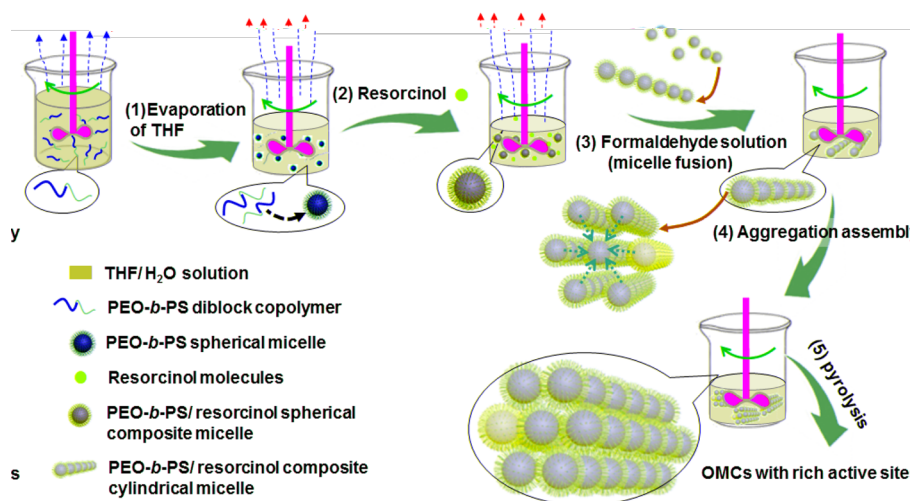 (1) Evaporation
of THF
(2) Resorcinol
(3) Formaldehyde solution
(micelle fusion)
(4) Aggregation assembl
(5) pyrolysis
OMCs with rich active site
y
THF/H₂O solution
PEO-b-PS diblock copolymer
PEO-b-PS spherical micelle
Resorcinol molecules
PEO-b-PS/ resorcinol spherical
composite micelle
PEO-b-PS/ resorcinol composite
cylindrical micelle
s